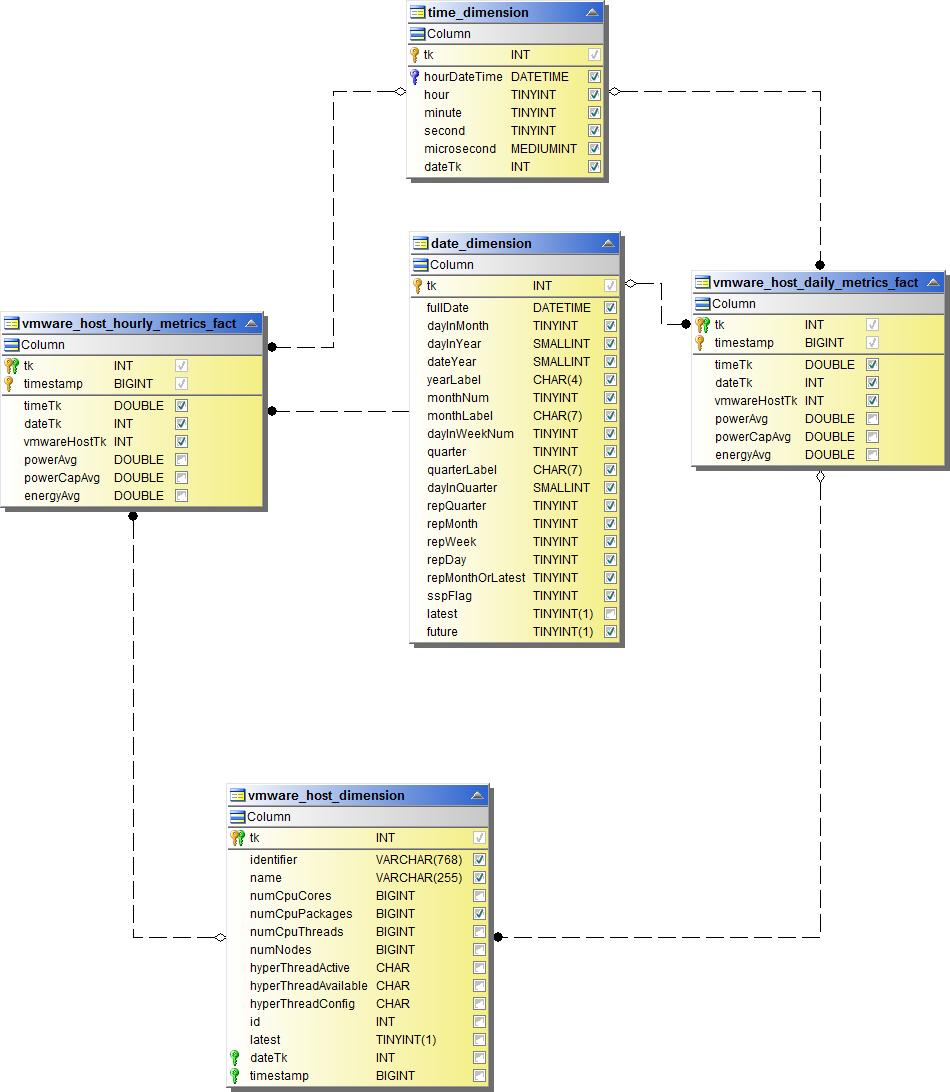 time_dimension
Column
tk INT
hourDateTime DATETIME
hour TINYINT
minute TINYINT
second TINYINT
microsecond MEDIUMINT
dateTk INT
date_dimension
Column
tk INT
fullDate DATETIME
dayInMonth TINYINT
dayInYear SMALLINT
dateYear SMALLINT
yearLabel CHAR(4)
monthNum TINYINT
monthLabel CHAR(7)
dayInWeekNum TINYINT
quarter TINYINT
quarterLabel CHAR(7)
dayInQuarter SMALLINT
repQuarter TINYINT
repMonth TINYINT
repWeek TINYINT
repDay TINYINT
repMonthOrLatest TINYINT
sspFlag TINYINT
latest TINYINT(1)
future TINYINT(1)
vmware_host_daily_metrics_fact
Column
tk INT
timestamp BIGINT
timeTk DOUBLE
dateTk INT
vmwareHostTk INT
powerAvg DOUBLE
powerCapAvg DOUBLE
energyAvg DOUBLE
vmware_host_hourly_metrics_fact
Column
tk INT
timestamp BIGINT
timeTk DOUBLE
dateTk INT
vmwareHostTk INT
powerAvg DOUBLE
powerCapAvg DOUBLE
energyAvg DOUBLE
vmware_host_dimension
Column
tk INT
identifier VARCHAR(768)
name VARCHAR(255)
numCpuCores BIGINT
numCpuPackages BIGINT
numCpuThreads BIGINT
numNodes BIGINT
hyperThreadActive CHAR
hyperThreadAvailable CHAR
hyperThreadConfig CHAR
id INT
latest TINYINT(1)
dateTk INT
timestamp BIGINT